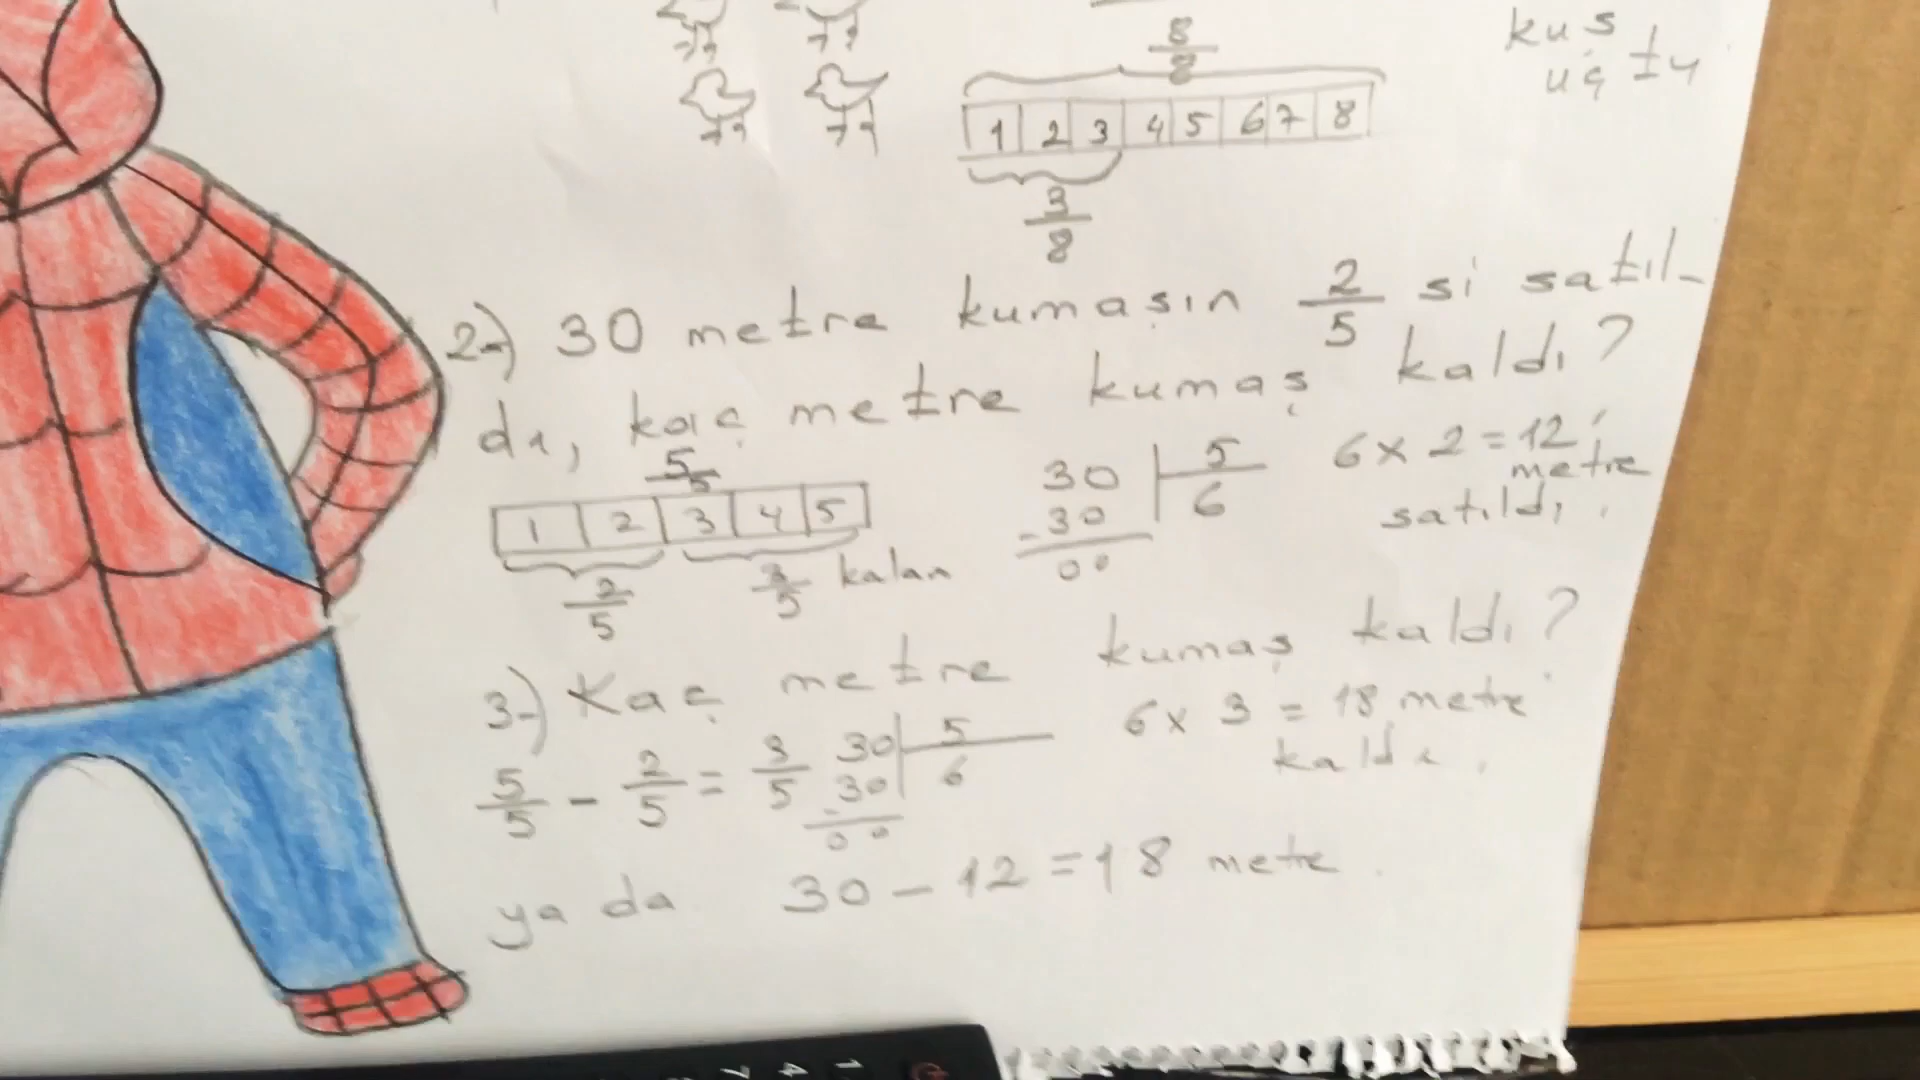 kuş
8/8
uçtu
1 2 3 4 5 6 7 8
3/8
2-) 30 metre kumaşın 2/5 si satıl-
dı, kaç metre kumaş kaldı?
5/5
30 | 5
6 x 2 = 12
metre
1 2 3 4 5
-30 6
satıldı.
00
2/5 3/5 kalan
3-) Kaç metre kumaş kaldı?
5/5 - 2/5 = 3/5 30 | 5 6 x 3 = 18 metre
-30 6 kaldı.
00
ya da 30 - 12 = 18 metre.
7 4 1